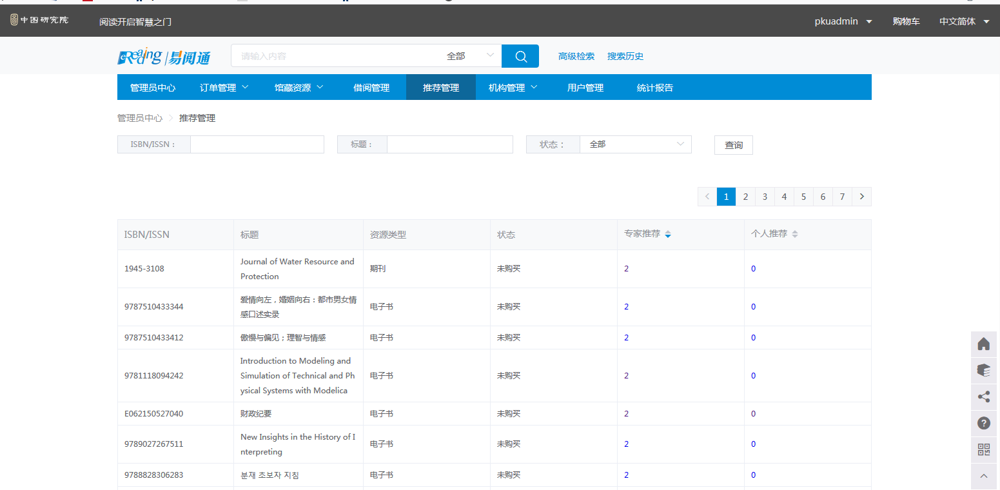 中图研究院 阅读开启智慧之门 pkuadmin 购物车 中文简体
eReading 易阅通 请输入内容 全部 高级检索 搜索历史
管理员中心 订单管理 馆藏资源 借阅管理 推荐管理 机构管理 用户管理 统计报告
管理员中心 > 推荐管理
ISBN/ISSN： 标题： 状态： 全部 查询
< 1 2 3 4 5 6 7 >
ISBN/ISSN 标题 资源类型 状态 专家推荐 个人推荐
1945-3108 Journal of Water Resource and
Protection 期刊 未购买 2 0
9787510433344 爱情向左，婚姻向右：都市男女情
感口述实录 电子书 未购买 2 0
9787510433412 傲慢与偏见；理智与情感 电子书 未购买 2 0
9781118094242 Introduction to Modeling and
Simulation of Technical and Ph
ysical Systems with Modelica 电子书 未购买 2 0
E062150527040 财政纪要 电子书 未购买 2 0
9789027267511 New Insights in the History of I
nterpreting 电子书 未购买 2 0
9788828306283 분재 초보자 지침 电子书 未购买 2 0